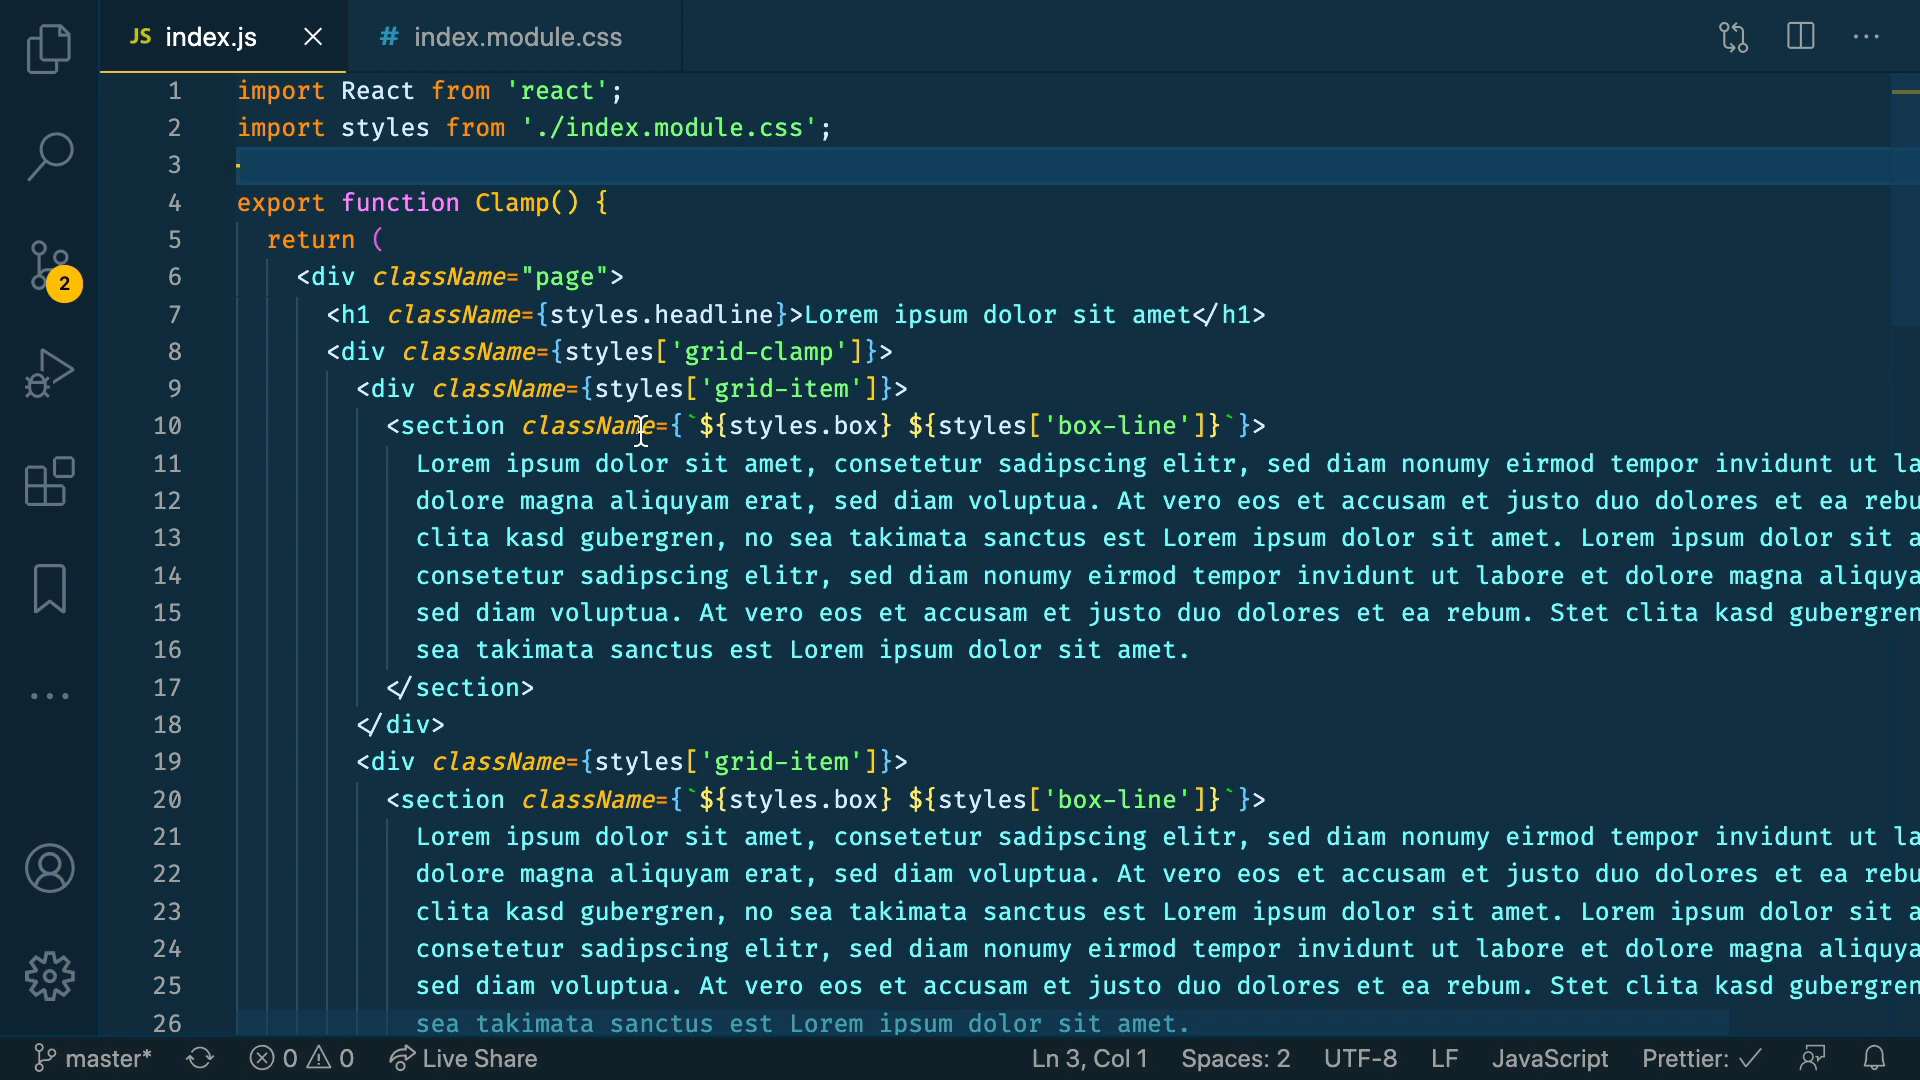 JS index.js
# index.module.css
1 import React from 'react';
2 import styles from './index.module.css';
3
4 export function Clamp() {
5 return (
6 <div className="page">
7 <h1 className={styles.headline}>Lorem ipsum dolor sit amet</h1>
8 <div className={styles['grid-clamp']}>
9 <div className={styles['grid-item']}>
10 <section className={`${styles.box} ${styles['box-line']}`}>
11 Lorem ipsum dolor sit amet, consetetur sadipscing elitr, sed diam nonumy eirmod tempor invidunt ut la
12 dolore magna aliquyam erat, sed diam voluptua. At vero eos et accusam et justo duo dolores et ea rebu
13 clita kasd gubergren, no sea takimata sanctus est Lorem ipsum dolor sit amet. Lorem ipsum dolor sit a
14 consetetur sadipscing elitr, sed diam nonumy eirmod tempor invidunt ut labore et dolore magna aliquya
15 sed diam voluptua. At vero eos et accusam et justo duo dolores et ea rebum. Stet clita kasd gubergren
16 sea takimata sanctus est Lorem ipsum dolor sit amet.
17 </section>
18 </div>
19 <div className={styles['grid-item']}>
20 <section className={`${styles.box} ${styles['box-line']}`}>
21 Lorem ipsum dolor sit amet, consetetur sadipscing elitr, sed diam nonumy eirmod tempor invidunt ut la
22 dolore magna aliquyam erat, sed diam voluptua. At vero eos et accusam et justo duo dolores et ea rebu
23 clita kasd gubergren, no sea takimata sanctus est Lorem ipsum dolor sit amet. Lorem ipsum dolor sit a
24 consetetur sadipscing elitr, sed diam nonumy eirmod tempor invidunt ut labore et dolore magna aliquya
25 sed diam voluptua. At vero eos et accusam et justo duo dolores et ea rebum. Stet clita kasd gubergren
26 sea takimata sanctus est Lorem ipsum dolor sit amet.
2
master* 0 0 Live Share Ln 3, Col 1 Spaces: 2 UTF-8 LF JavaScript Prettier: ✓